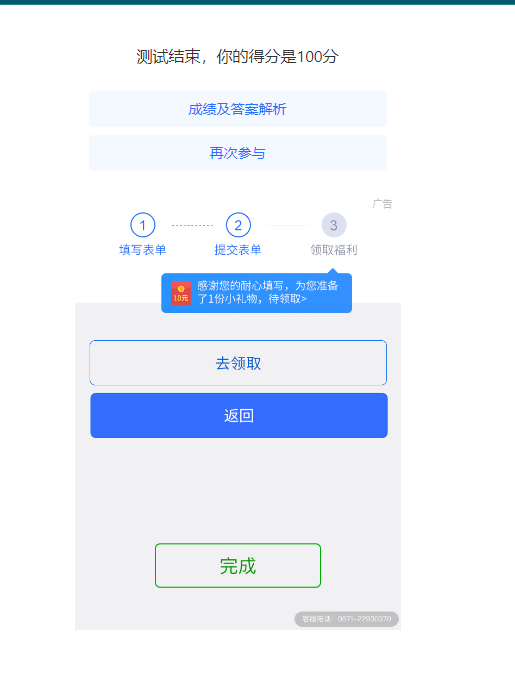 测试结束，你的得分是100分
成绩及答案解析
再次参与
广告
1
2
3
填写表单
提交表单
领取福利
感谢您的耐心填写，为您准备
了1份小礼物，待领取>
10元
去领取
返回
完成
客服电话：0571-22930370